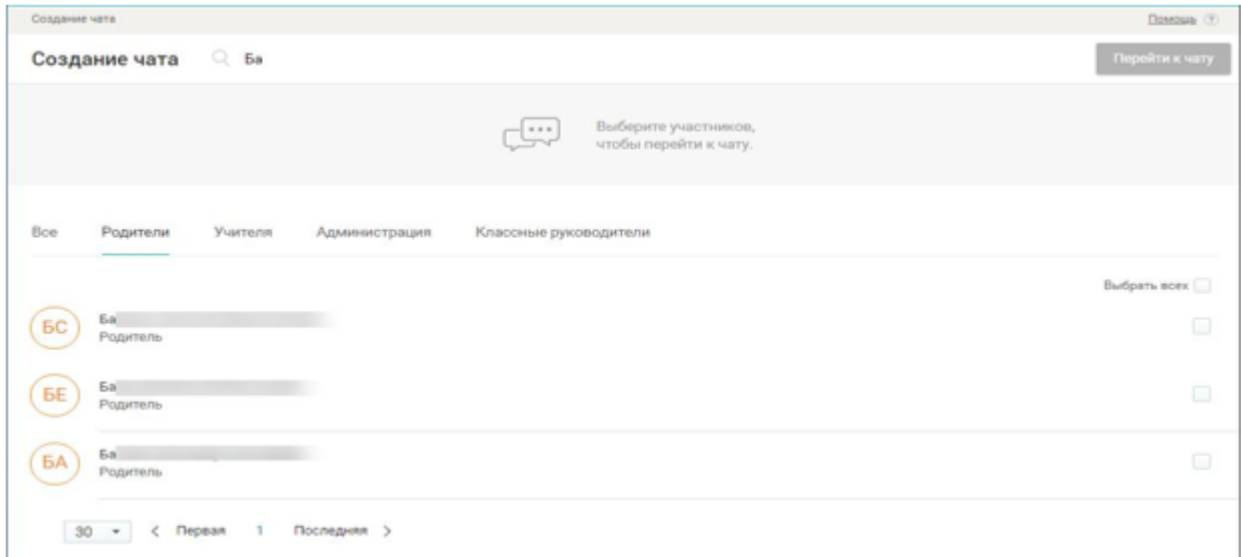 Создание чата
Помощь ?
Создание чата
Ба
Перейти к чату
Выберите участников,
чтобы перейти к чату.
Все Родители Учителя Администрация Классные руководители
Выбрать всех
БС
Ба
Родитель
БЕ
Ба
Родитель
БА
Ба
Родитель
30 < Первая 1 Последняя >